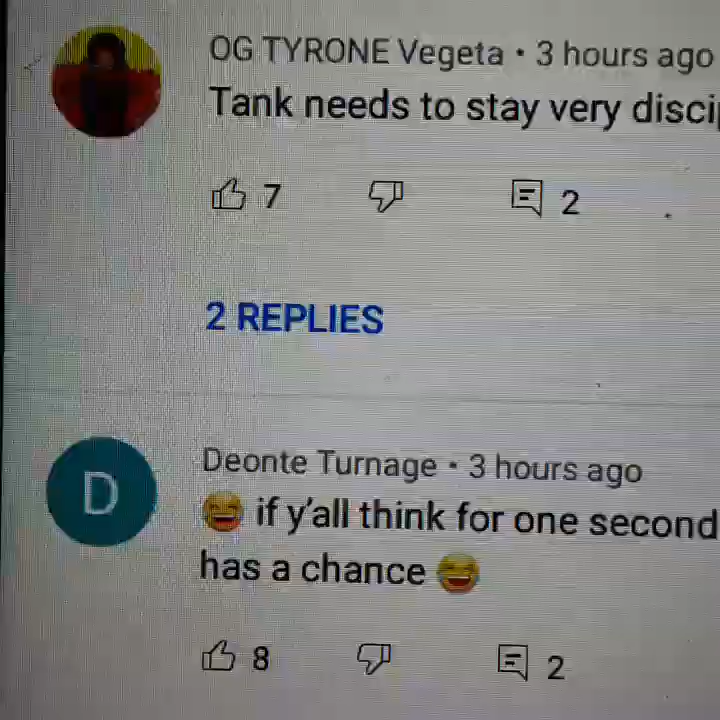 OG TYRONE Vegeta • 3 hours ago
Tank needs to stay very
7 2
2 REPLIES
D
Deonte Turnage • 3 hours ago
😅 if y'all think for one second
has a chance 😅
8 2